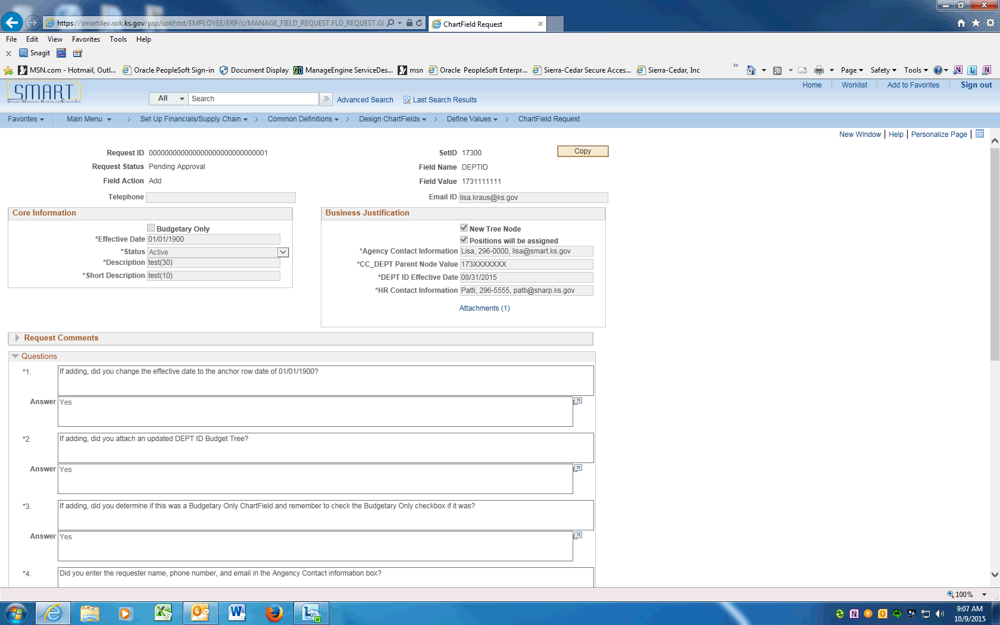 https://smartdev.sok.ks.gov/psp/sokfstst/EMPLOYEE/ERP/c/MANAGE_FIELD_REQUEST.FLD_REQUEST.GI
ChartField Request
File Edit View Favorites Tools Help
x Snagit
MSN.com - Hotmail, Outl... Oracle PeopleSoft Sign-in Document Display ManageEngine ServiceDes... msn Oracle PeopleSoft Enterpr... Sierra-Cedar Secure Acces... Sierra-Cedar, Inc » Page Safety Tools
SMART
Home Worklist Add to Favorites Sign out
All Search » Advanced Search Last Search Results
Favorites Main Menu > Set Up Financials/Supply Chain > Common Definitions > Design ChartFields > Define Values > ChartField Request
New Window | Help | Personalize Page |
Request ID 0000000000000000000000000001 SetID 17300 Copy
Request Status Pending Approval Field Name DEPTID
Field Action Add Field Value 1731111111
Telephone Email ID lisa.kraus@ks.gov
Core Information
Budgetary Only
*Effective Date 01/01/1900
*Status Active
*Description test(30)
*Short Description test(10)
Business Justification
New Tree Node
Positions will be assigned
*Agency Contact Information Lisa, 296-0000, lisa@smart.ks.gov
*CC_DEPT Parent Node Value 173XXXXXXX
*DEPT ID Effective Date 08/31/2015
*HR Contact Information Patti, 296-5555, patti@sharp.ks.gov
Attachments (1)
Request Comments
Questions
*1. If adding, did you change the effective date to the anchor row date of 01/01/1900?
Answer Yes
*2. If adding, did you attach an updated DEPT ID Budget Tree?
Answer Yes
*3. If adding, did you determine if this was a Budgetary Only ChartField and remember to check the Budgetary Only checkbox if it was?
Answer Yes
*4. Did you enter the requester name, phone number, and email in the Angency Contact information box?
100%
9:07 AM
10/9/2015